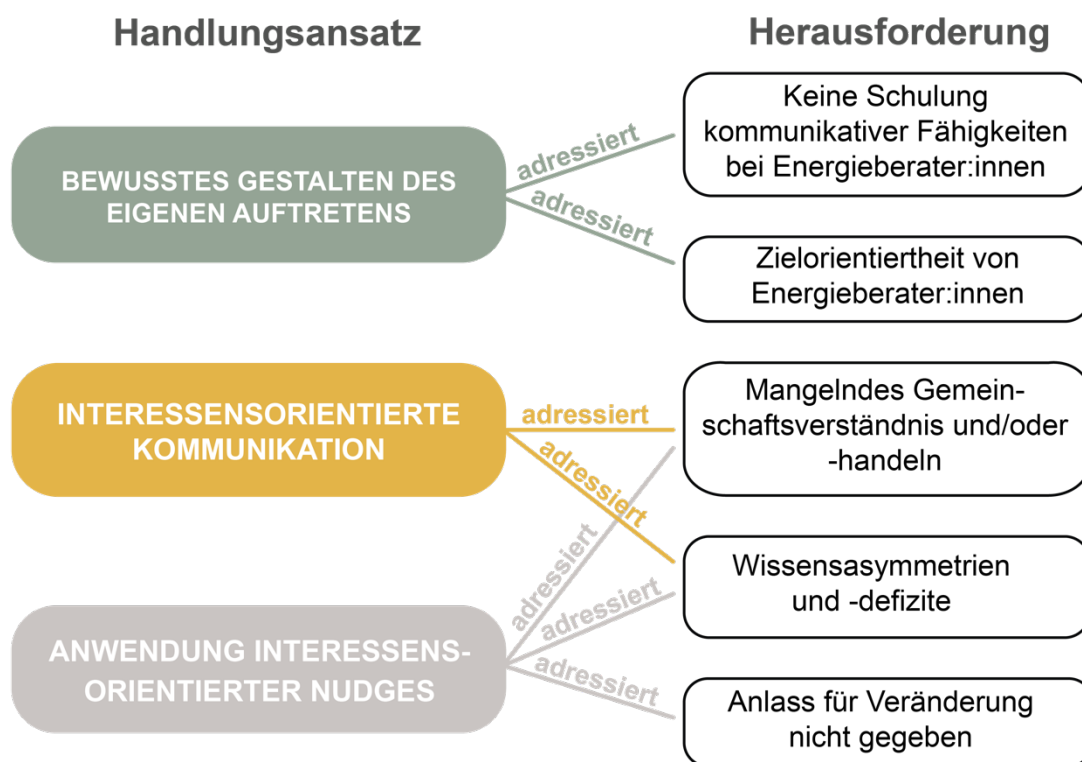 Handlungsansatz
Herausforderung
BEWUSSTES GESTALTEN DES
EIGENEN AUFTRETENS
adressiert
adressiert
Keine Schulung
kommunikativer Fähigkeiten
bei Energieberater:innen
Zielorientiertheit von
Energieberater:innen
INTERESSENSORIENTIERTE
KOMMUNIKATION
adressiert
adressiert
Mangelndes Gemein-
schaftsverständnis und/oder
-handeln
Wissensasymmetrien
und -defizite
ANWENDUNG INTERESSENS-
ORIENTIERTER NUDGES
adressiert
adressiert
adressiert
Anlass für Veränderung
nicht gegeben